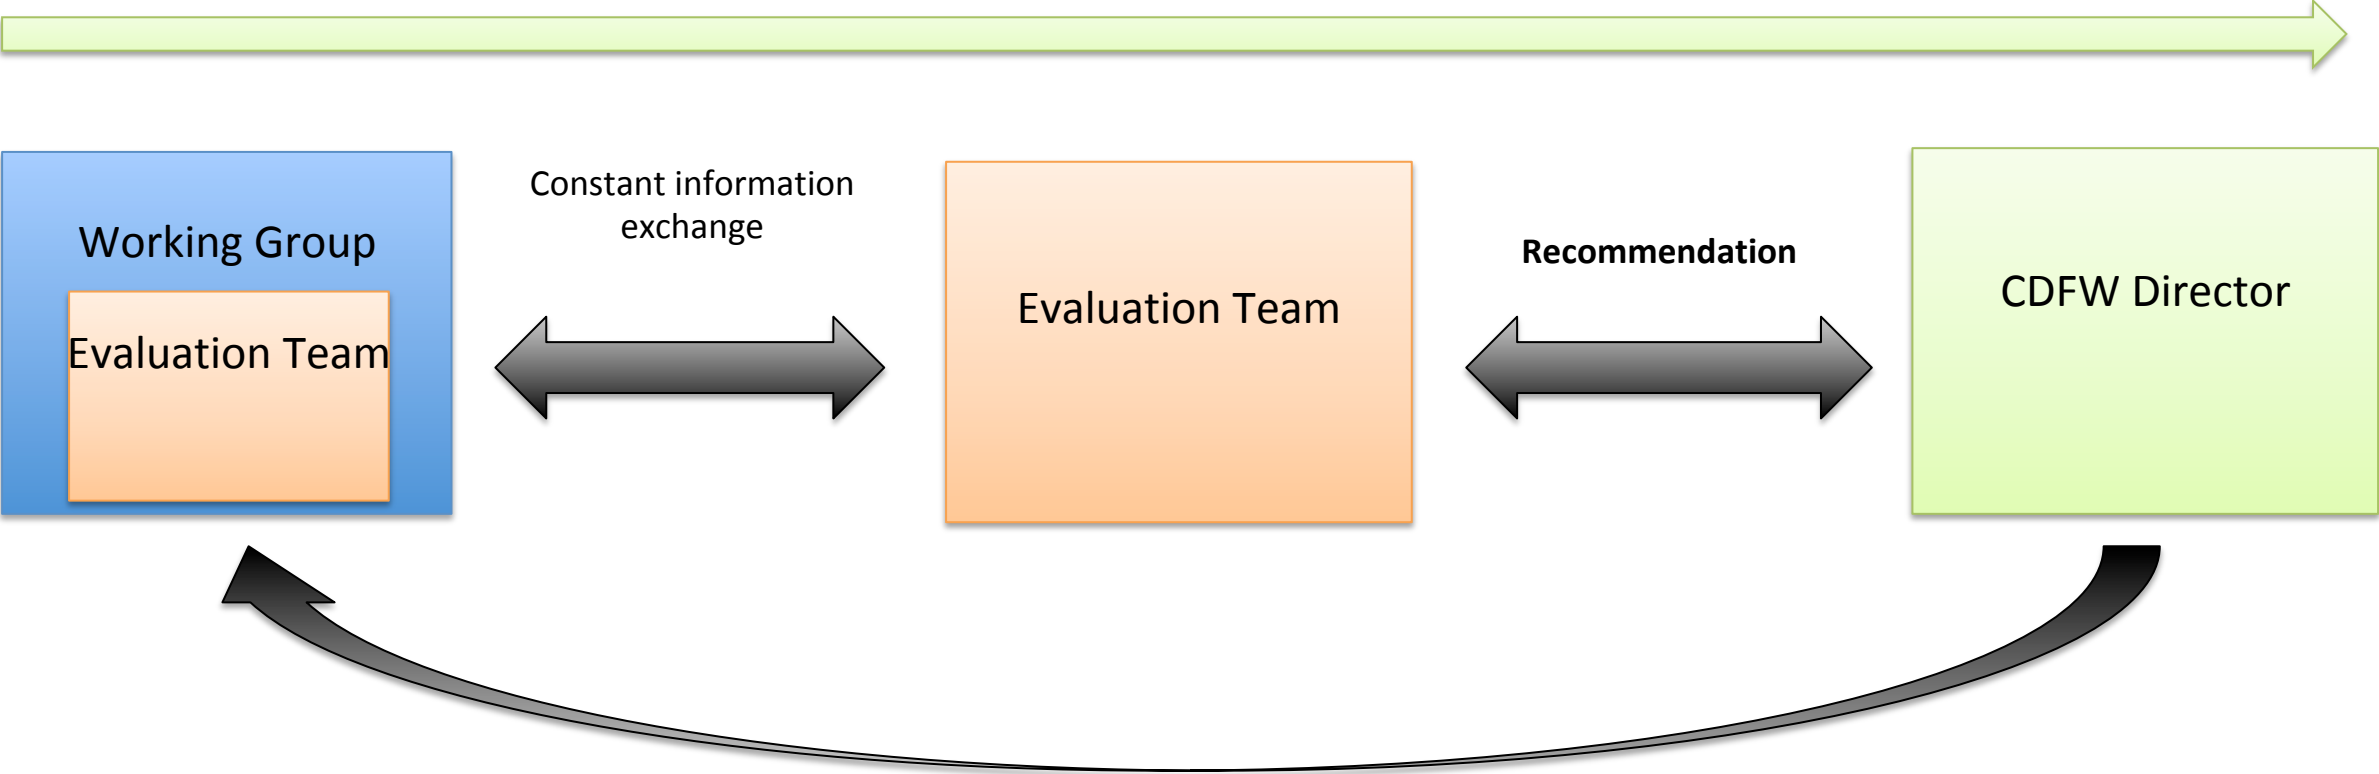 Working Group
Evaluation Team
Constant information
exchange
Evaluation Team
Recommendation
CDFW Director